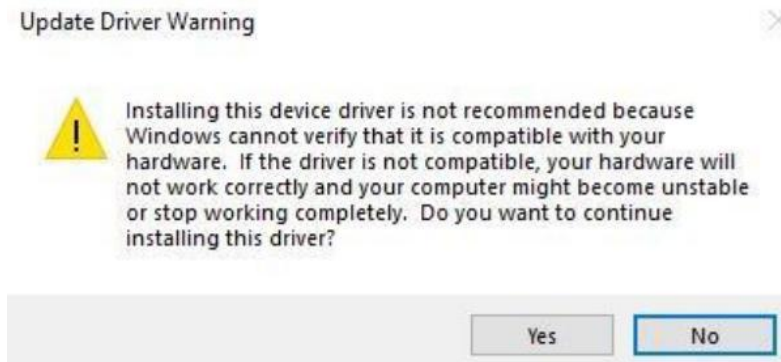 Update Driver Warning
Installing this device driver is not recommended because
Windows cannot verify that it is compatible with your
hardware.  If the driver is not compatible, your hardware will
not work correctly and your computer might become unstable
or stop working completely.  Do you want to continue
installing this driver?
Yes No